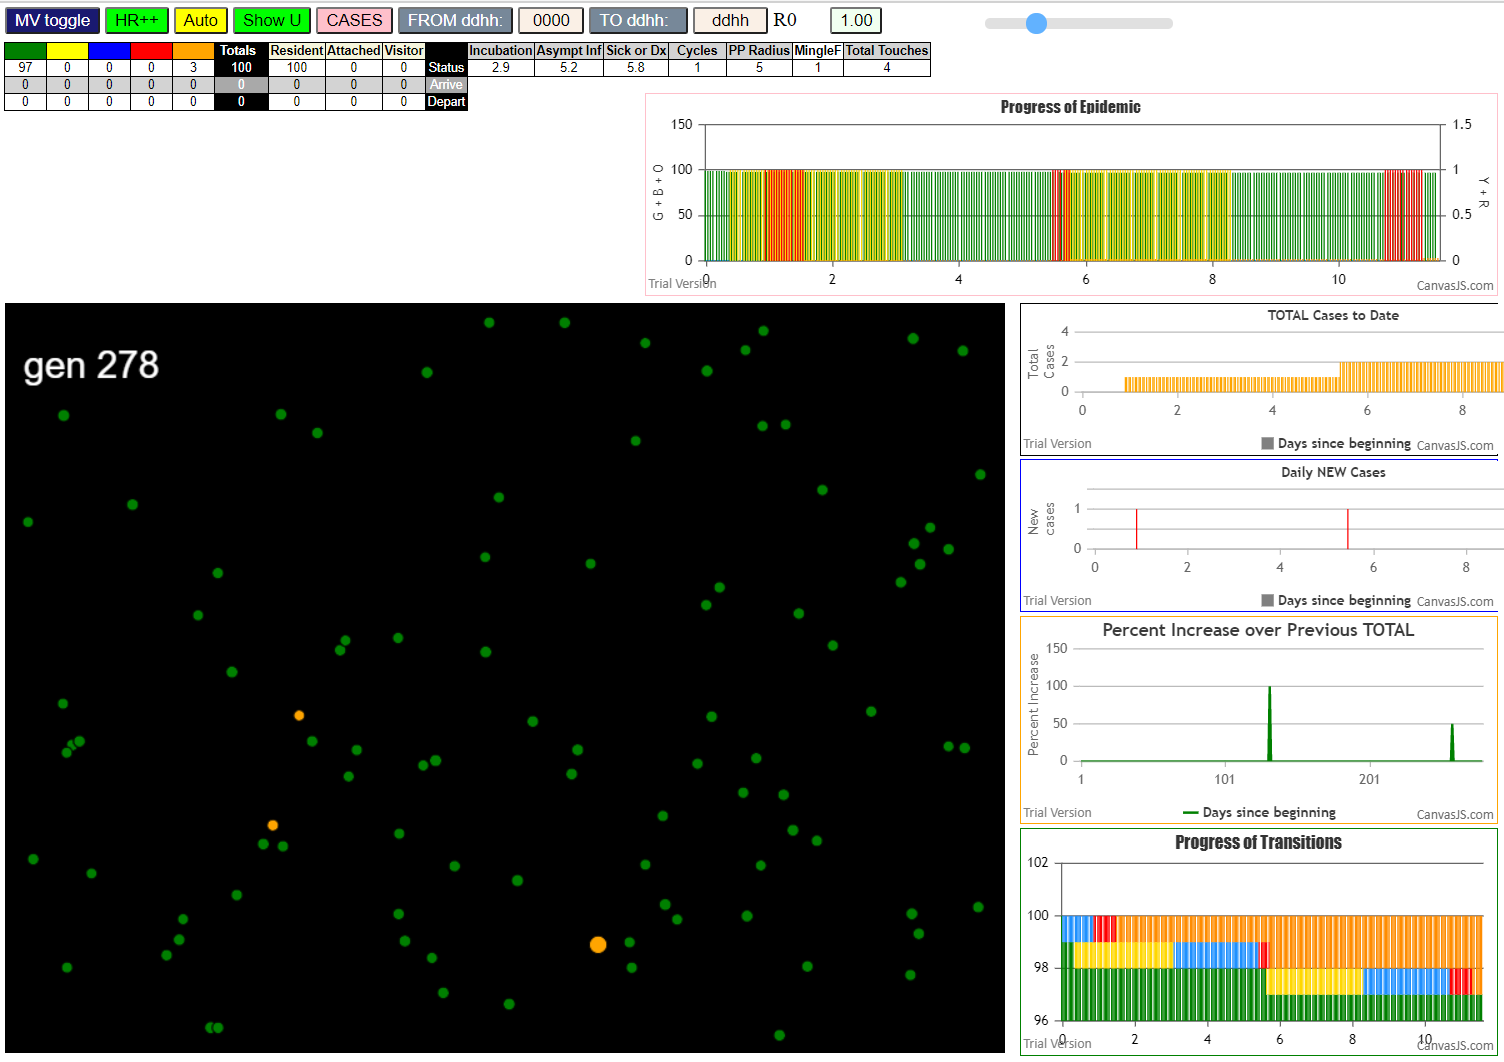 MV toggle HR++ Auto Show U CASES FROM ddhh: 0000 TO ddhh: ddhh R0 1.00
Totals Resident Attached Visitor Incubation Asympt Inf Sick or Dx Cycles PP Radius MingleF Total Touches
97 0 0 0 3 100 100 0 0 Status 2.9 5.2 5.8 1 5 1 4
0 0 0 0 0 0 0 0 0 Arrive
0 0 0 0 0 0 0 0 0 Depart
Progress of Epidemic
150 1.5
100 1
50 0.5
0 0
G + B + O
Y + R
0 2 4 6 8 10
Trial Version CanvasJS.com
gen 278
TOTAL Cases to Date
4
2
0
Total
Cases
0 2 4 6 8
Days since beginning
Trial Version CanvasJS.com
Daily NEW Cases
1
0
New
cases
0 2 4 6 8
Days since beginning
Trial Version CanvasJS.com
Percent Increase over Previous TOTAL
150
100
50
0
Percent Increase
1 101 201
Days since beginning
Trial Version CanvasJS.com
Progress of Transitions
102
100
98
96
0 2 4 6 8 10
Trial Version CanvasJS.com